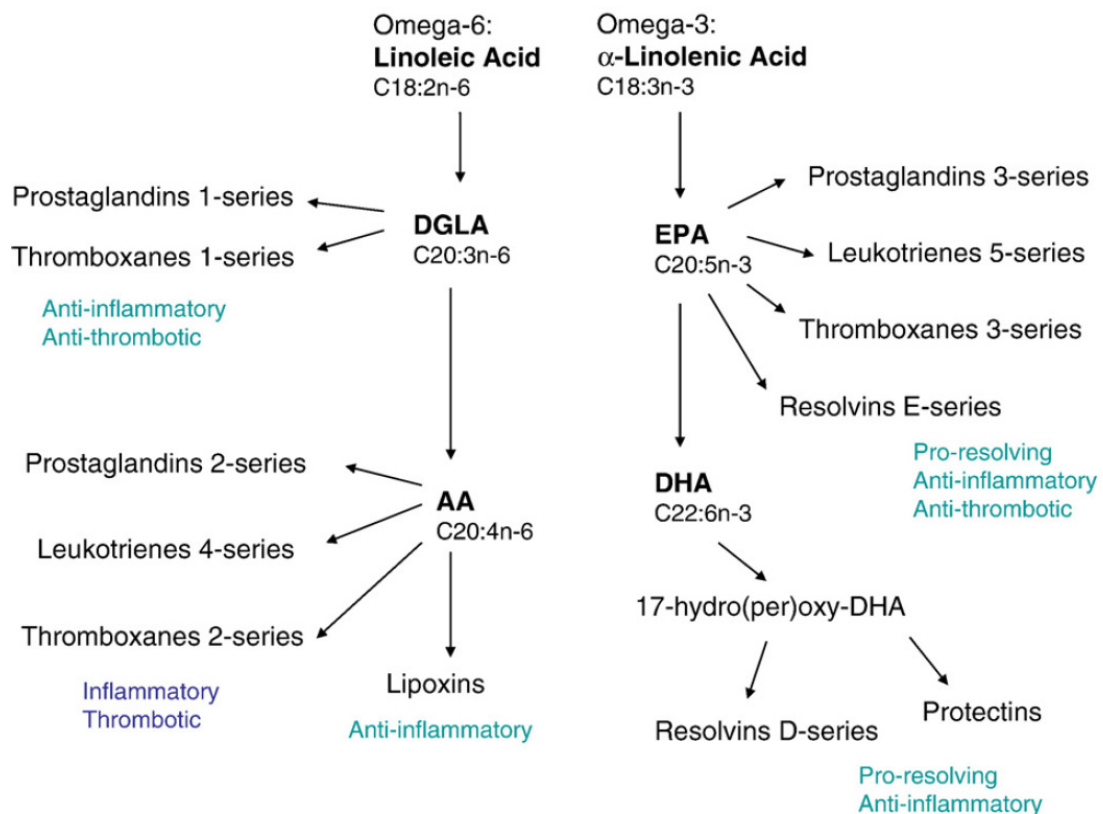 Omega-6:
Linoleic Acid
C18:2n-6
Omega-3:
α-Linolenic Acid
C18:3n-3
Prostaglandins 1-series
Thromboxanes 1-series
Anti-inflammatory
Anti-thrombotic
DGLA
C20:3n-6
EPA
C20:5n-3
Prostaglandins 3-series
Leukotrienes 5-series
Thromboxanes 3-series
Resolvins E-series
Pro-resolving
Anti-inflammatory
Anti-thrombotic
Prostaglandins 2-series
Leukotrienes 4-series
Thromboxanes 2-series
Inflammatory
Thrombotic
AA
C20:4n-6
Lipoxins
Anti-inflammatory
DHA
C22:6n-3
17-hydro(per)oxy-DHA
Resolvins D-series
Protectins
Pro-resolving
Anti-inflammatory